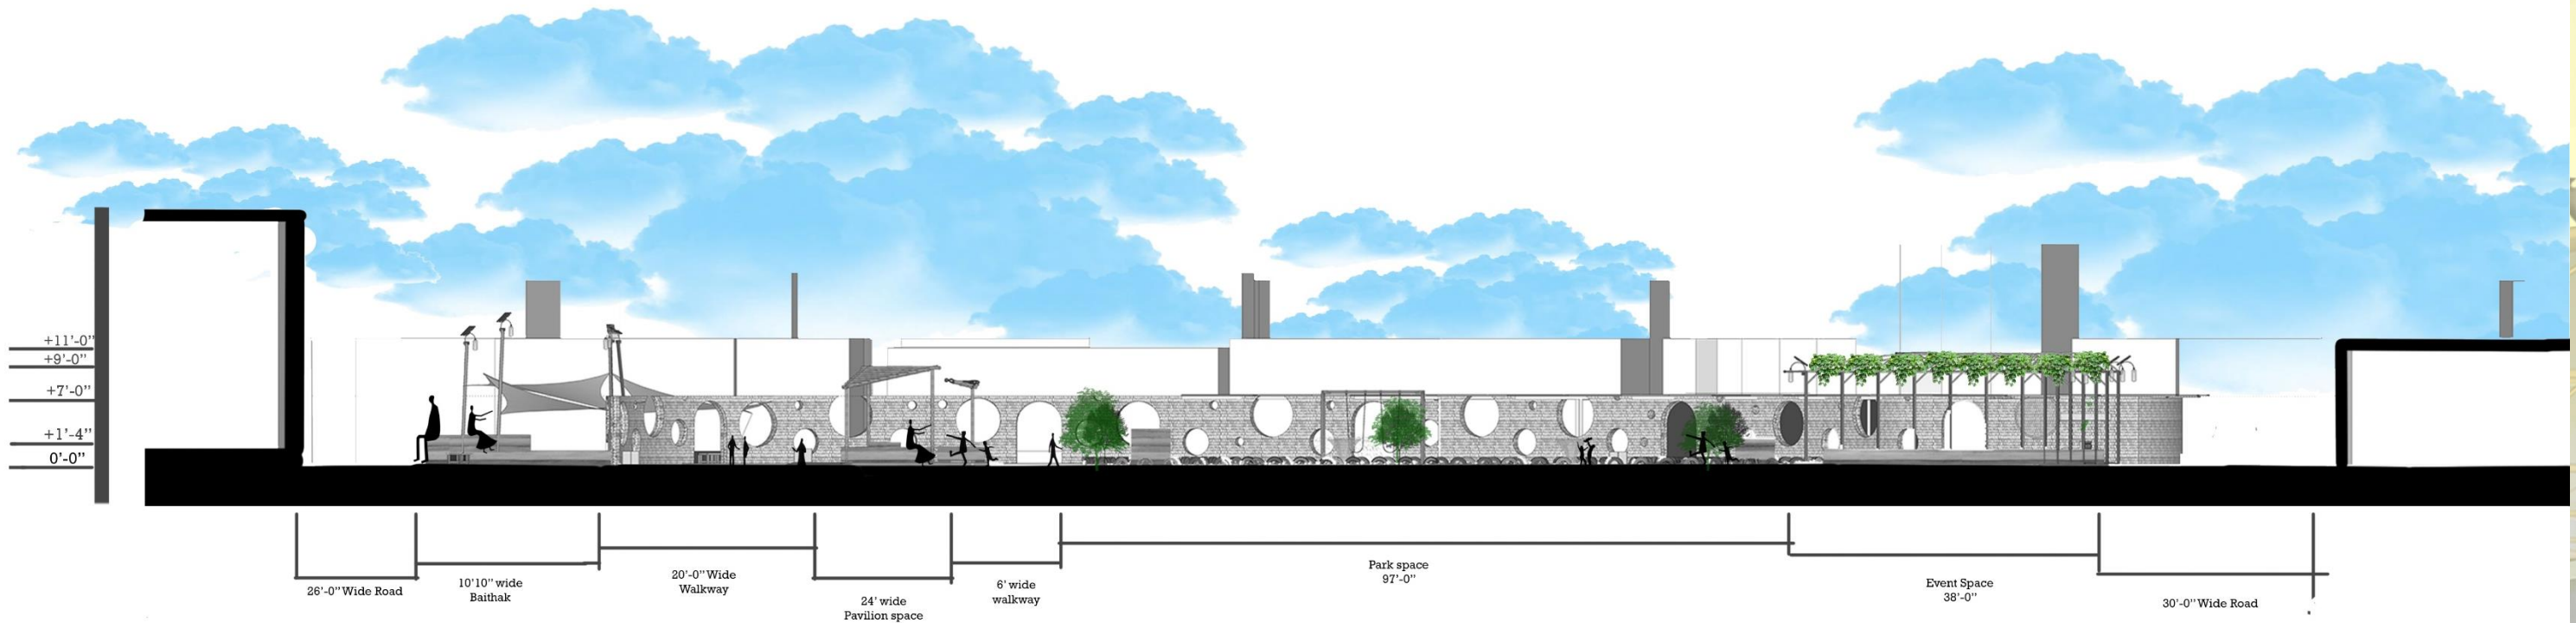 +11'-0"
+9'-0"
+7'-0"
+1'-4"
0'-0"
26'-0" Wide Road
10'10" wide
Baithak
20'-0" Wide
Walkway
24' wide
Pavilion space
6' wide
walkway
Park space
97'-0"
Event Space
38'-0"
30'-0" Wide Road